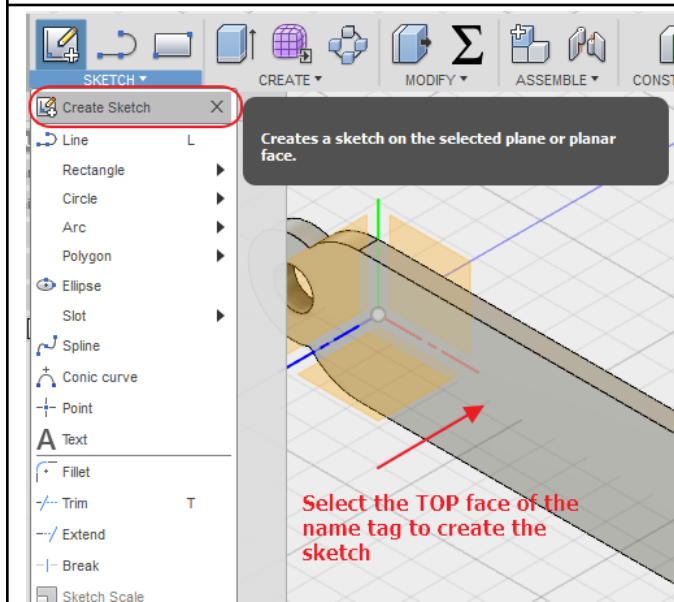 SKETCH ▾
CREATE ▾
MODIFY ▾
ASSEMBLE ▾
CONST
Create Sketch
Creates a sketch on the selected plane or planar
face.
Line L
Rectangle
Circle
Arc
Polygon
Ellipse
Slot
Spline
Conic curve
Point
A Text
Fillet
Trim T
Extend
Break
Sketch Scale
Select the TOP face of the
name tag to create the
sketch